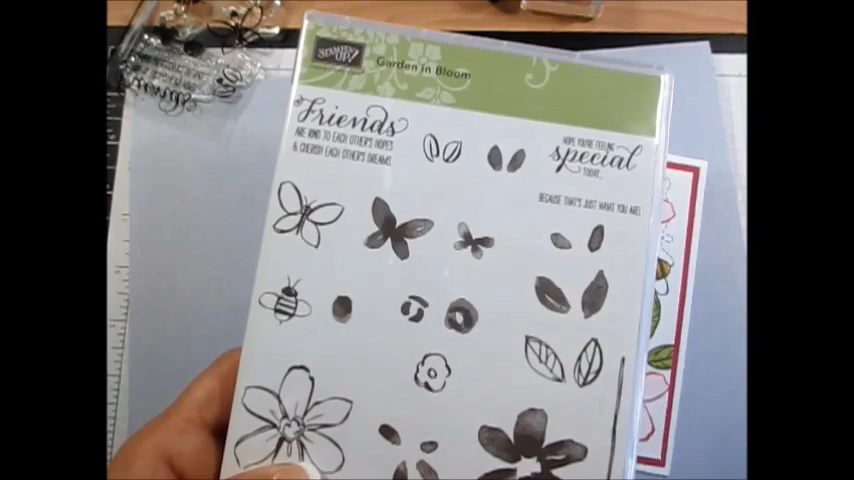 STAMPIN' UP!
Garden in Bloom
Friends
ARE KIND TO EACH OTHER'S HOPES
& CHERISH EACH OTHER'S DREAMS
HOPE YOU'RE FEELING
special
TODAY...
BECAUSE THAT'S JUST WHAT YOU ARE!